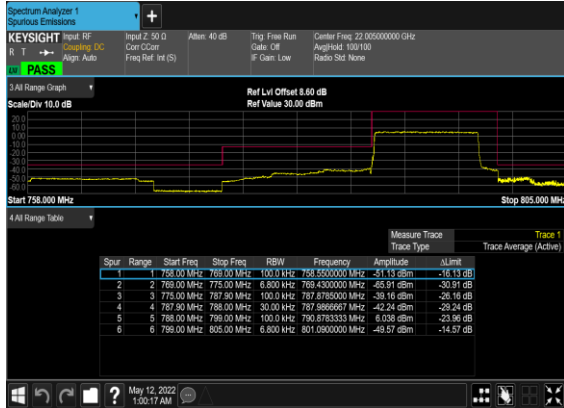 Spectrum Analyzer 1
Spurious Emissions
KEYSIGHT Input: RF Input Z: 50 Ω Atten: 40 dB Trig: Free Run Center Freq: 22.005000000 GHz
R T Coupling: DC Corr CCorr Gate: Off Avg|Hold: 100/100
Align: Auto Freq Ref: Int (S) IF Gain: Low Radio Std: None
PASS
3 All Range Graph
Ref Lvl Offset 8.60 dB
Scale/Div 10.0 dB Ref Value 30.00 dBm
20.0
10.0
0.00
-10.0
-20.0
-30.0
-40.0
-50.0
-60.0
Start 758.000 MHz Stop 805.000 MHz
4 All Range Table
Measure Trace Trace 1
Trace Type Trace Average (Active)
Spur Range Start Freq Stop Freq RBW Frequency Amplitude ΔLimit
1 1 758.00 MHz 769.00 MHz 100.0 kHz 758.5500000 MHz -51.13 dBm -16.13 dB
2 2 769.00 MHz 775.00 MHz 6.800 kHz 769.4300000 MHz -65.91 dBm -30.91 dB
3 3 775.00 MHz 787.90 MHz 100.0 kHz 787.8785000 MHz -39.16 dBm -26.16 dB
4 4 787.90 MHz 788.00 MHz 30.00 kHz 787.9866667 MHz -42.24 dBm -29.24 dB
5 5 788.00 MHz 799.00 MHz 100.0 kHz 790.8783333 MHz 6.038 dBm -23.96 dB
6 6 799.00 MHz 805.00 MHz 6.800 kHz 801.0900000 MHz -49.57 dBm -14.57 dB
May 12, 2022
1:00:17 AM